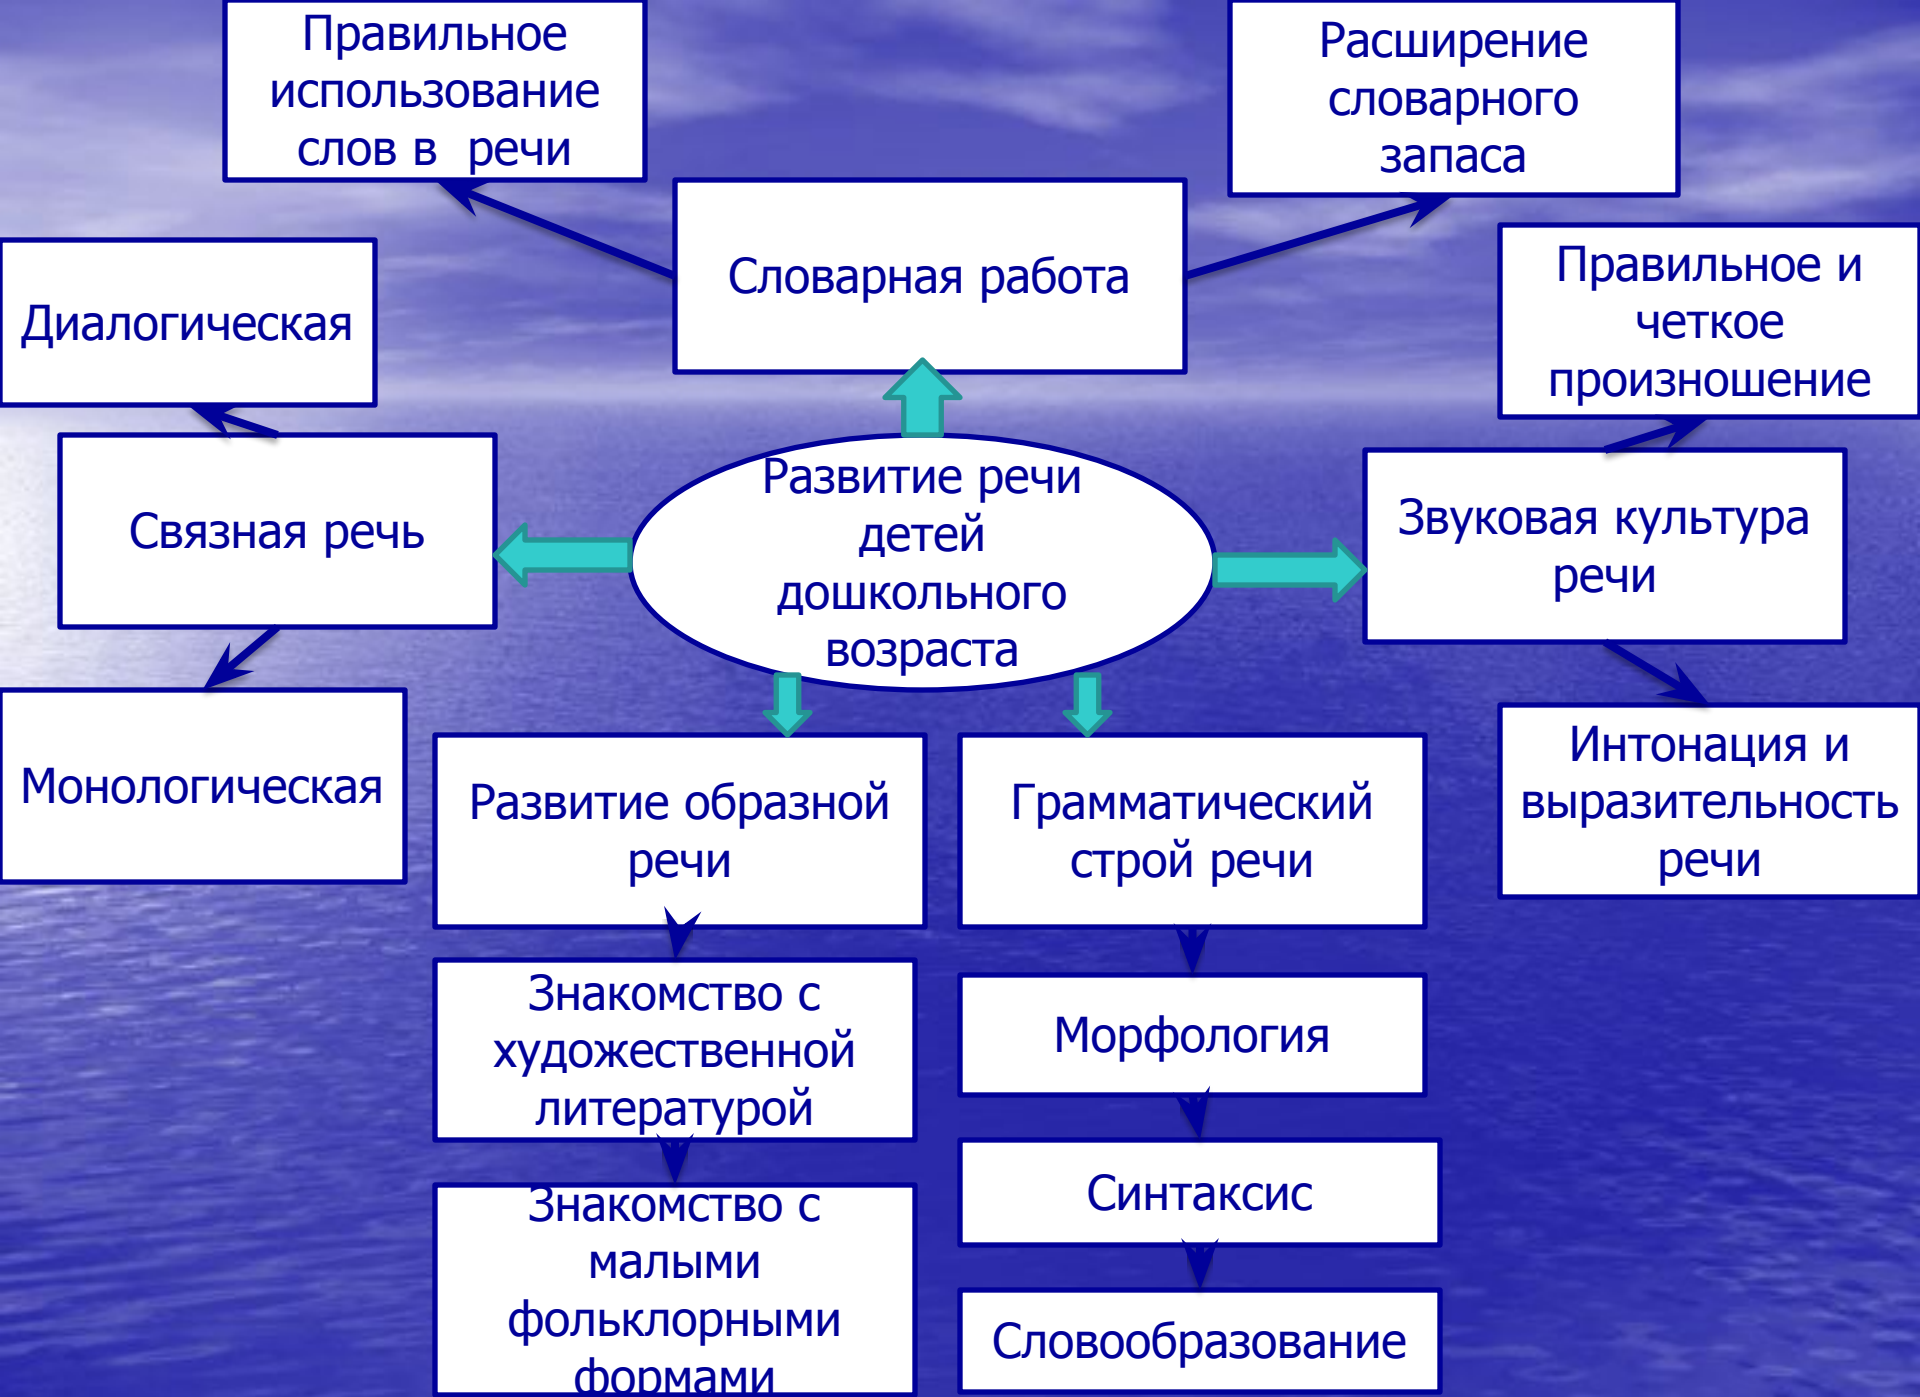 Правильное
использование
слов в  речи
Расширение
словарного
запаса
Словарная работа
Диалогическая
Правильное и
четкое
произношение
Связная речь
Развитие речи
детей
дошкольного
возраста
Звуковая культура
речи
Монологическая
Развитие образной
речи
Грамматический
строй речи
Интонация и
выразительность
речи
Знакомство с
художественной
литературой
Морфология
Знакомство с
малыми
фольклорными
формами
Синтаксис
Словообразование